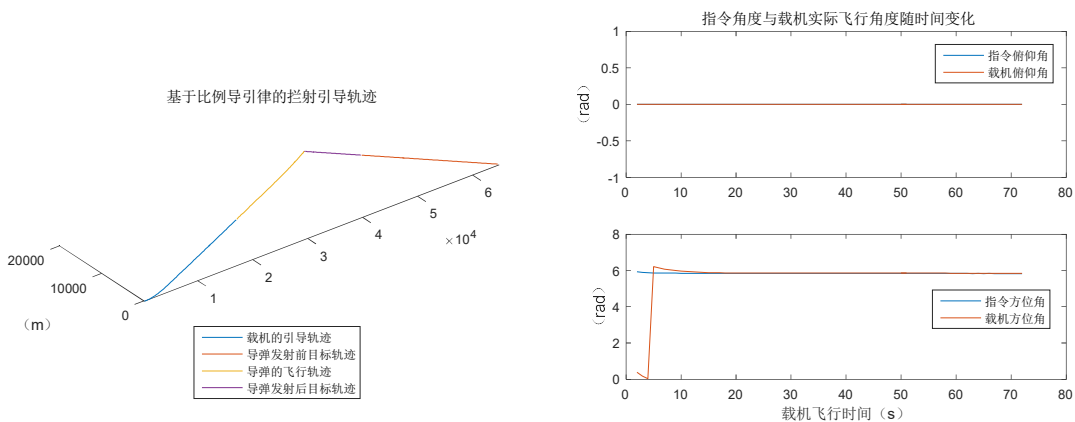 基于比例导引律的拦射引导轨迹
20000
10000
0
（m）
1
2
3
4
5
6
×10⁴
载机的引导轨迹
导弹发射前目标轨迹
导弹的飞行轨迹
导弹发射后目标轨迹
指令角度与载机实际飞行角度随时间变化
1
0.5
0
-0.5
-1
（rad）
指令俯仰角
载机俯仰角
0 10 20 30 40 50 60 70 80
8
6
4
2
0
（rad）
指令方位角
载机方位角
0 10 20 30 40 50 60 70 80
载机飞行时间（s）